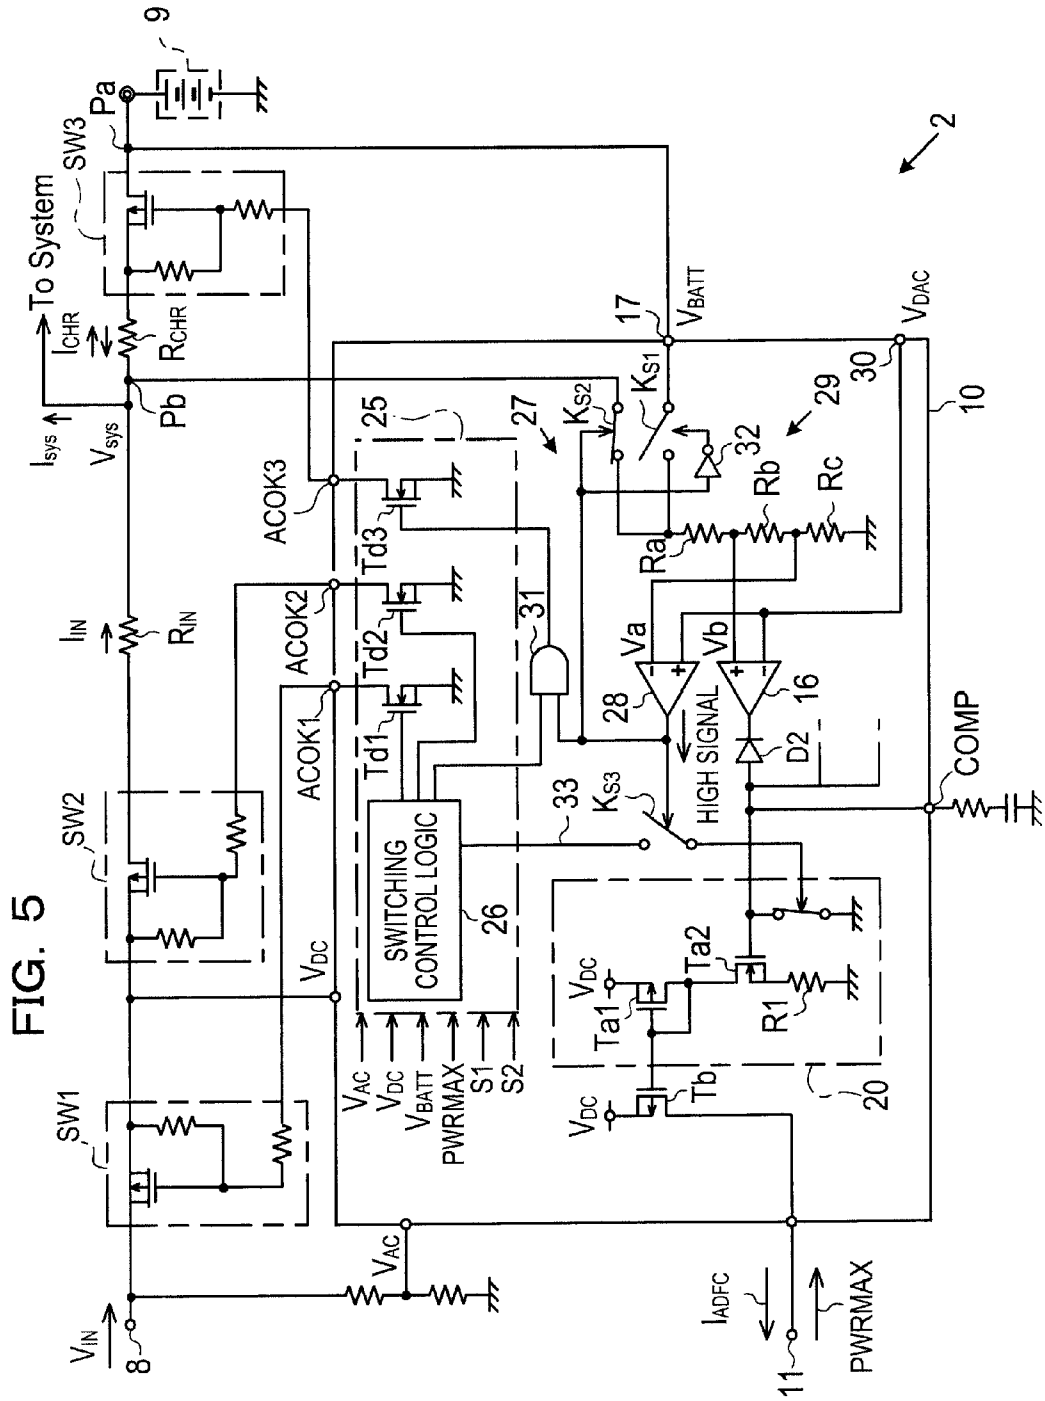 FIG. 5
VIN
8
SW1
SW2
IIN
RIN
Isys
Vsys
To System
Pb
ICHR
RCHR
SW3
Pa
9
VDC
VAC
ACOK1
ACOK2
ACOK3
25
VAC
VDC
VBATT
PWRMAX
S1
S2
SWITCHING
CONTROL LOGIC
26
Td1
Td2
Td3
31
27
KS2
KS1
17
VBATT
32
29
Ra
Rb
Rc
30
VDAC
10
2
33
KS3
28
Va
HIGH SIGNAL
Vb
16
D2
COMP
VDC
Tb
VDC
Ta1
Ta2
R1
20
IADFC
11
PWRMAX